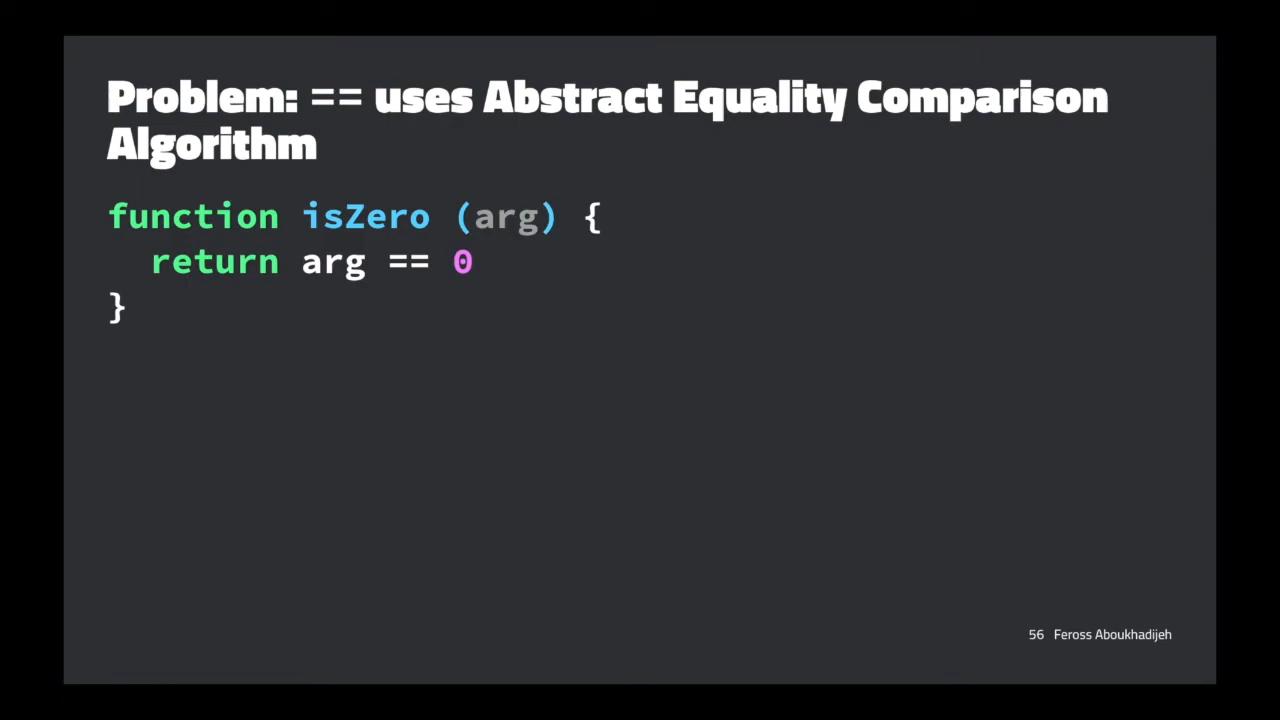 Problem: == uses Abstract Equality Comparison
Algorithm
function isZero (arg) {
  return arg == 0
}
56 Feross Aboukhadijeh